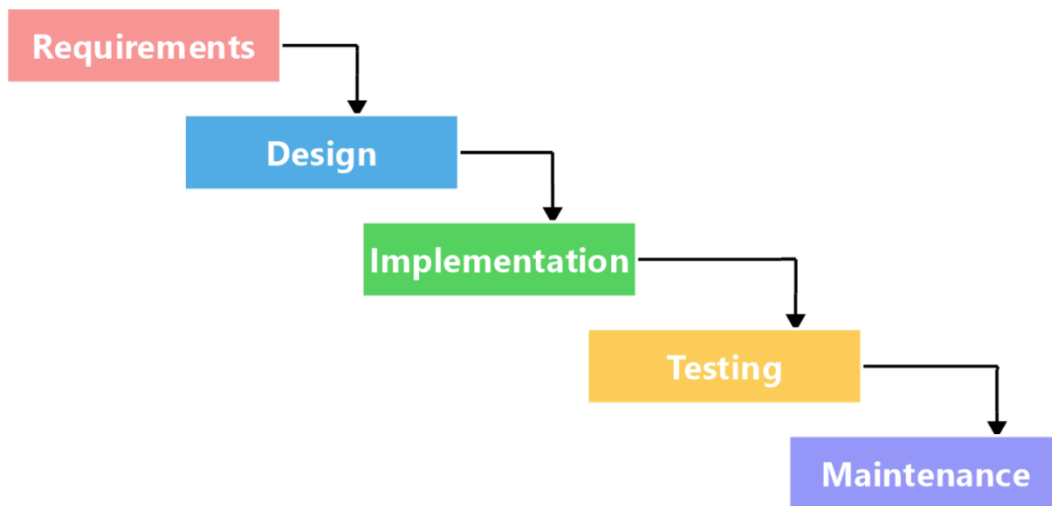 Requirements
Design
Implementation
Testing
Maintenance